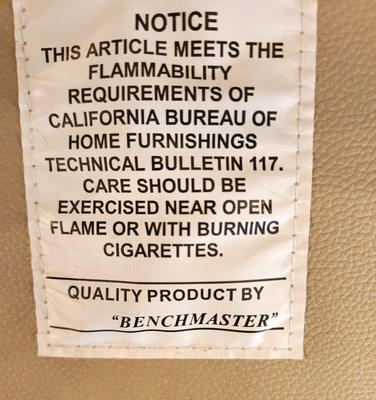 NOTICE
THIS ARTICLE MEETS THE
FLAMMABILITY
REQUIREMENTS OF
CALIFORNIA BUREAU OF
HOME FURNISHINGS
TECHNICAL BULLETIN 117.
CARE SHOULD BE
EXERCISED NEAR OPEN
FLAME OR WITH BURNING
CIGARETTES.
QUALITY PRODUCT BY
“BENCHMASTER”